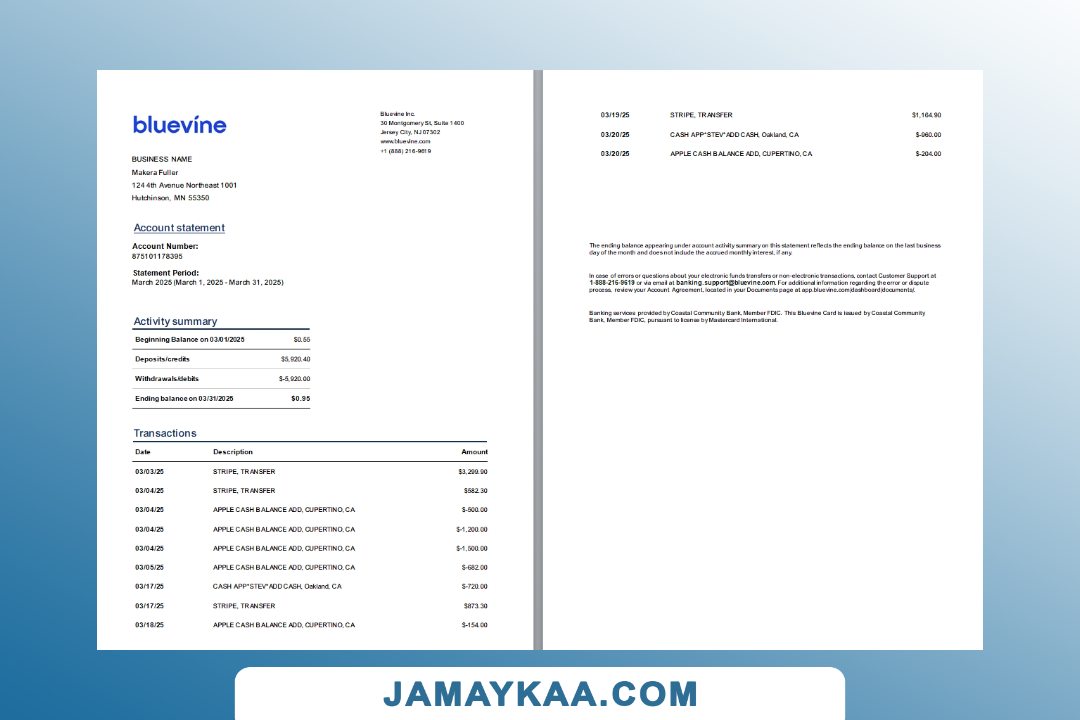 bluevine
Bluevine Inc.
30 Montgomery St, Suite 1400
Jersey City, NJ 07302
www.bluevine.com
+1 (888) 216-9619
BUSINESS NAME
Makera Fuller
124 4th Avenue Northeast 1001
Hutchinson, MN 55350
Account statement
Account Number:
875101178395
Statement Period:
March 2025 (March 1, 2025 - March 31, 2025)
Activity summary
Beginning Balance on 03/01/2025 $0.55
Deposits/credits $5,920.40
Withdrawals/debits $-5,920.00
Ending balance on 03/31/2025 $0.95
Transactions
Date Description Amount
03/03/25 STRIPE, TRANSFER $3,299.90
03/04/25 STRIPE, TRANSFER $582.30
03/04/25 APPLE CASH BALANCE ADD, CUPERTINO, CA $-500.00
03/04/25 APPLE CASH BALANCE ADD, CUPERTINO, CA $-1,200.00
03/04/25 APPLE CASH BALANCE ADD, CUPERTINO, CA $-1,500.00
03/05/25 APPLE CASH BALANCE ADD, CUPERTINO, CA $-682.00
03/17/25 CASH APP*STEV*ADD CASH, Oakland, CA $-720.00
03/17/25 STRIPE, TRANSFER $873.30
03/18/25 APPLE CASH BALANCE ADD, CUPERTINO, CA $-154.00
03/19/25 STRIPE, TRANSFER $1,164.90
03/20/25 CASH APP*STEV*ADD CASH, Oakland, CA $-960.00
03/20/25 APPLE CASH BALANCE ADD, CUPERTINO, CA $-204.00
The ending balance appearing under account activity summary on this statement reflects the ending balance on the last business
day of the month and does not include the accrued monthly interest, if any.
In case of errors or questions about your electronic funds transfers or non-electronic transactions, contact Customer Support at
1-888-216-9619 or via email at banking.support@bluevine.com. For additional information regarding the error or dispute
process, review your Account Agreement, located in your Documents page at app.bluevine.com/dashboard/documents/.
Banking services provided by Coastal Community Bank, Member FDIC. This Bluevine Card is issued by Coastal Community
Bank, Member FDIC, pursuant to license by Mastercard International.
JAMAYKAA.COM